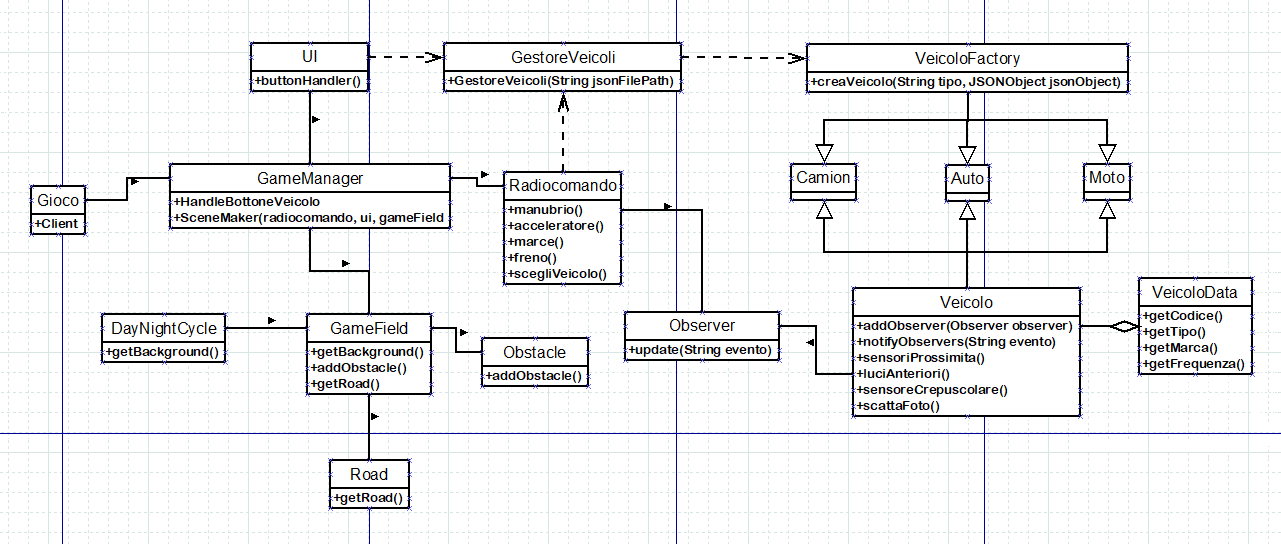 UI
+buttonHandler()
GestoreVeicoli
+GestoreVeicoli(String jsonFilePath)
VeicoloFactory
+creaVeicolo(String tipo, JSONObject jsonObject)
Gioco
+Client
GameManager
+HandleBottoneVeicolo
+SceneMaker(radiocomando, ui, gameField
Radiocomando
+manubrio()
+acceleratore()
+marce()
+freno()
+scegliVeicolo()
Camion
Auto
Moto
DayNightCycle
+getBackground()
GameField
+getBackground()
+addObstacle()
+getRoad()
Obstacle
+addObstacle()
Observer
+update(String evento)
Veicolo
+addObserver(Observer observer)
+notifyObservers(String evento)
+sensoriProssimita()
+luciAnteriori()
+sensoreCrepuscolare()
+scattaFoto()
VeicoloData
+getCodice()
+getTipo()
+getMarca()
+getFrequenza()
Road
+getRoad()